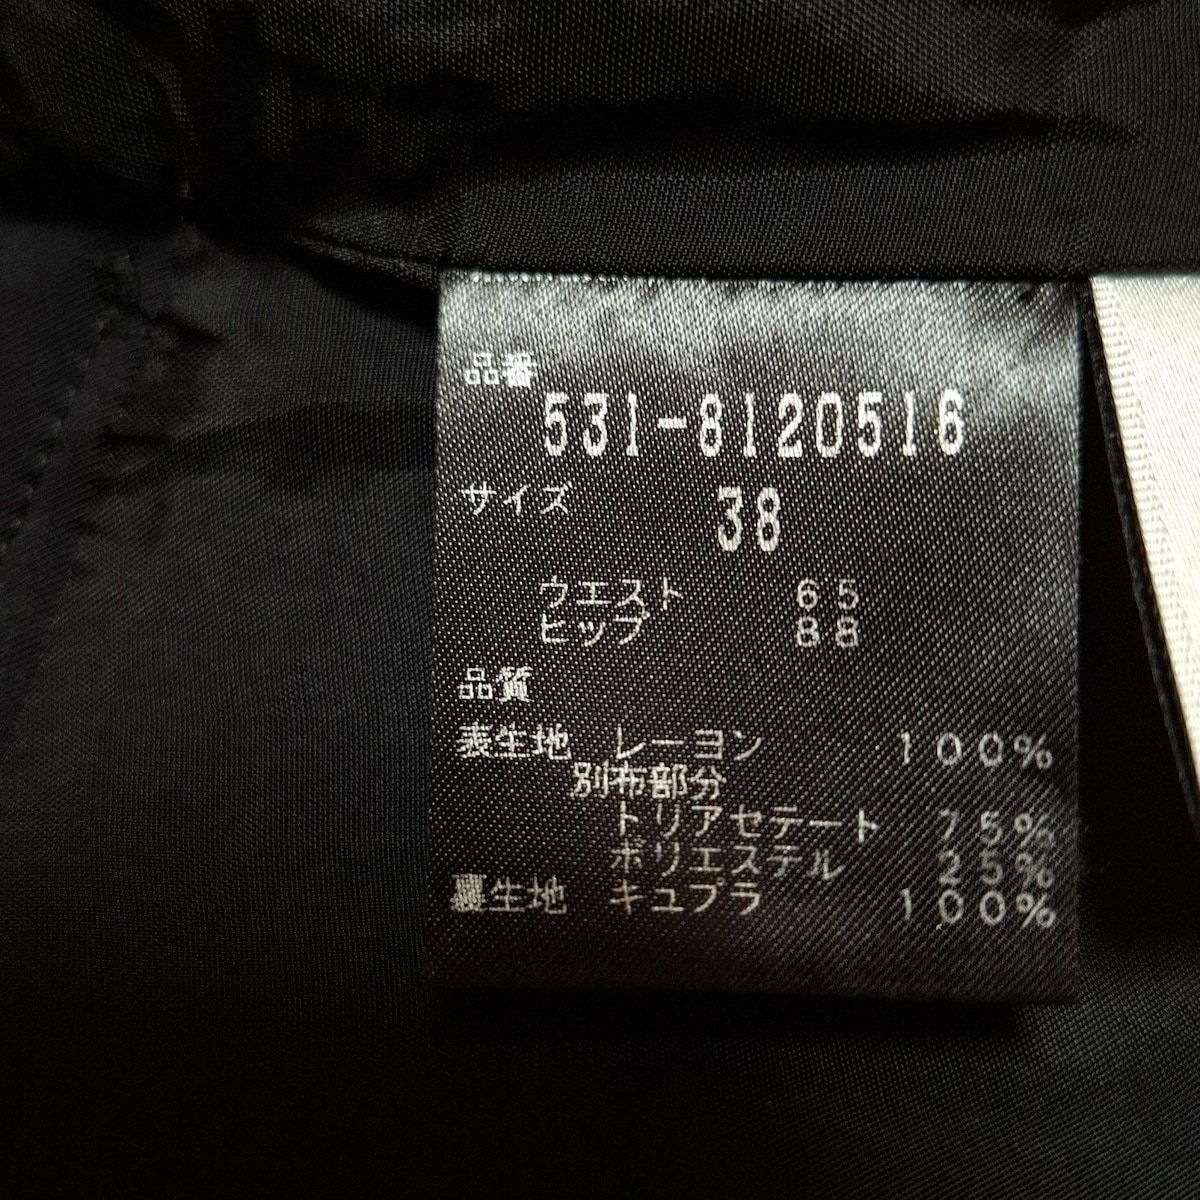 品番
531-8120516
サイズ 38
ウエスト 65
ヒップ 88
品質
表生地 レーヨン 100%
別布部分
トリアセテート 75%
ポリエステル 25%
裏生地 キュプラ 100%